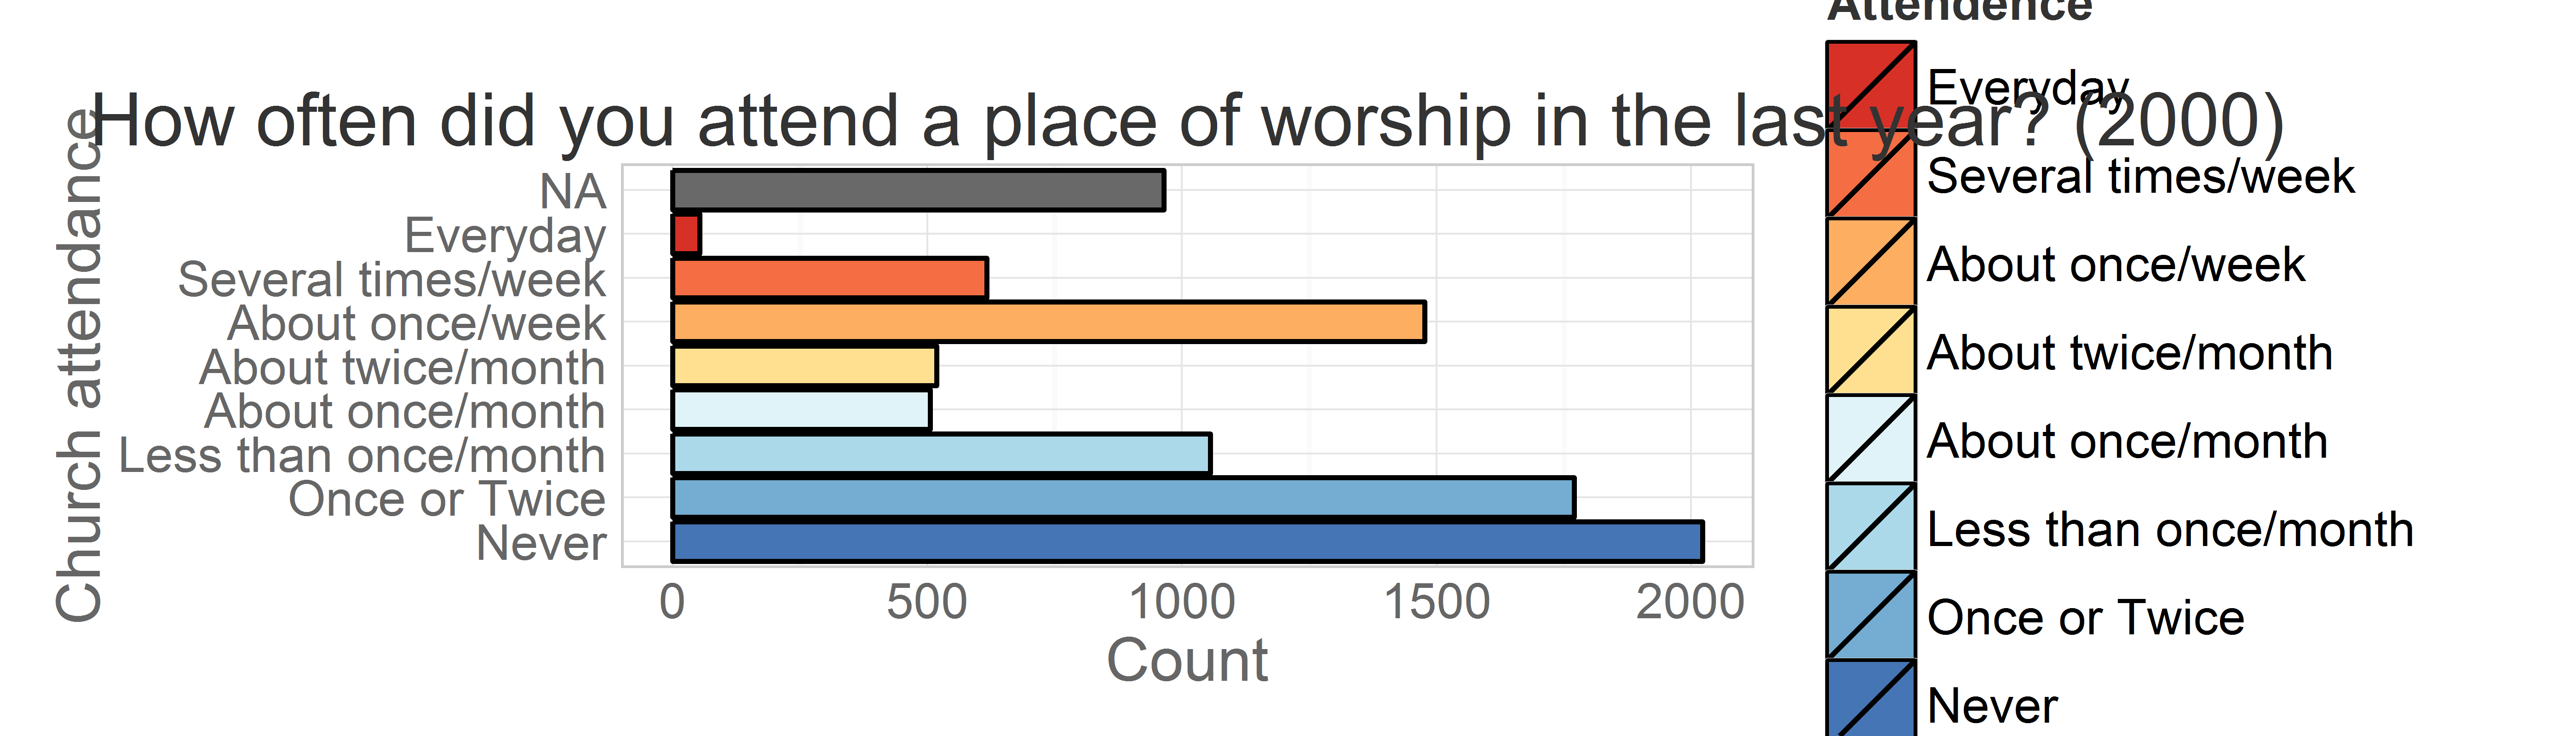 How often did you attend a place of worship in the last year? (2000)
Church attendance
NA
Everyday
Several times/week
About once/week
About twice/month
About once/month
Less than once/month
Once or Twice
Never
0 500 1000 1500 2000
Count
Attendence
Everyday
Several times/week
About once/week
About twice/month
About once/month
Less than once/month
Once or Twice
Never